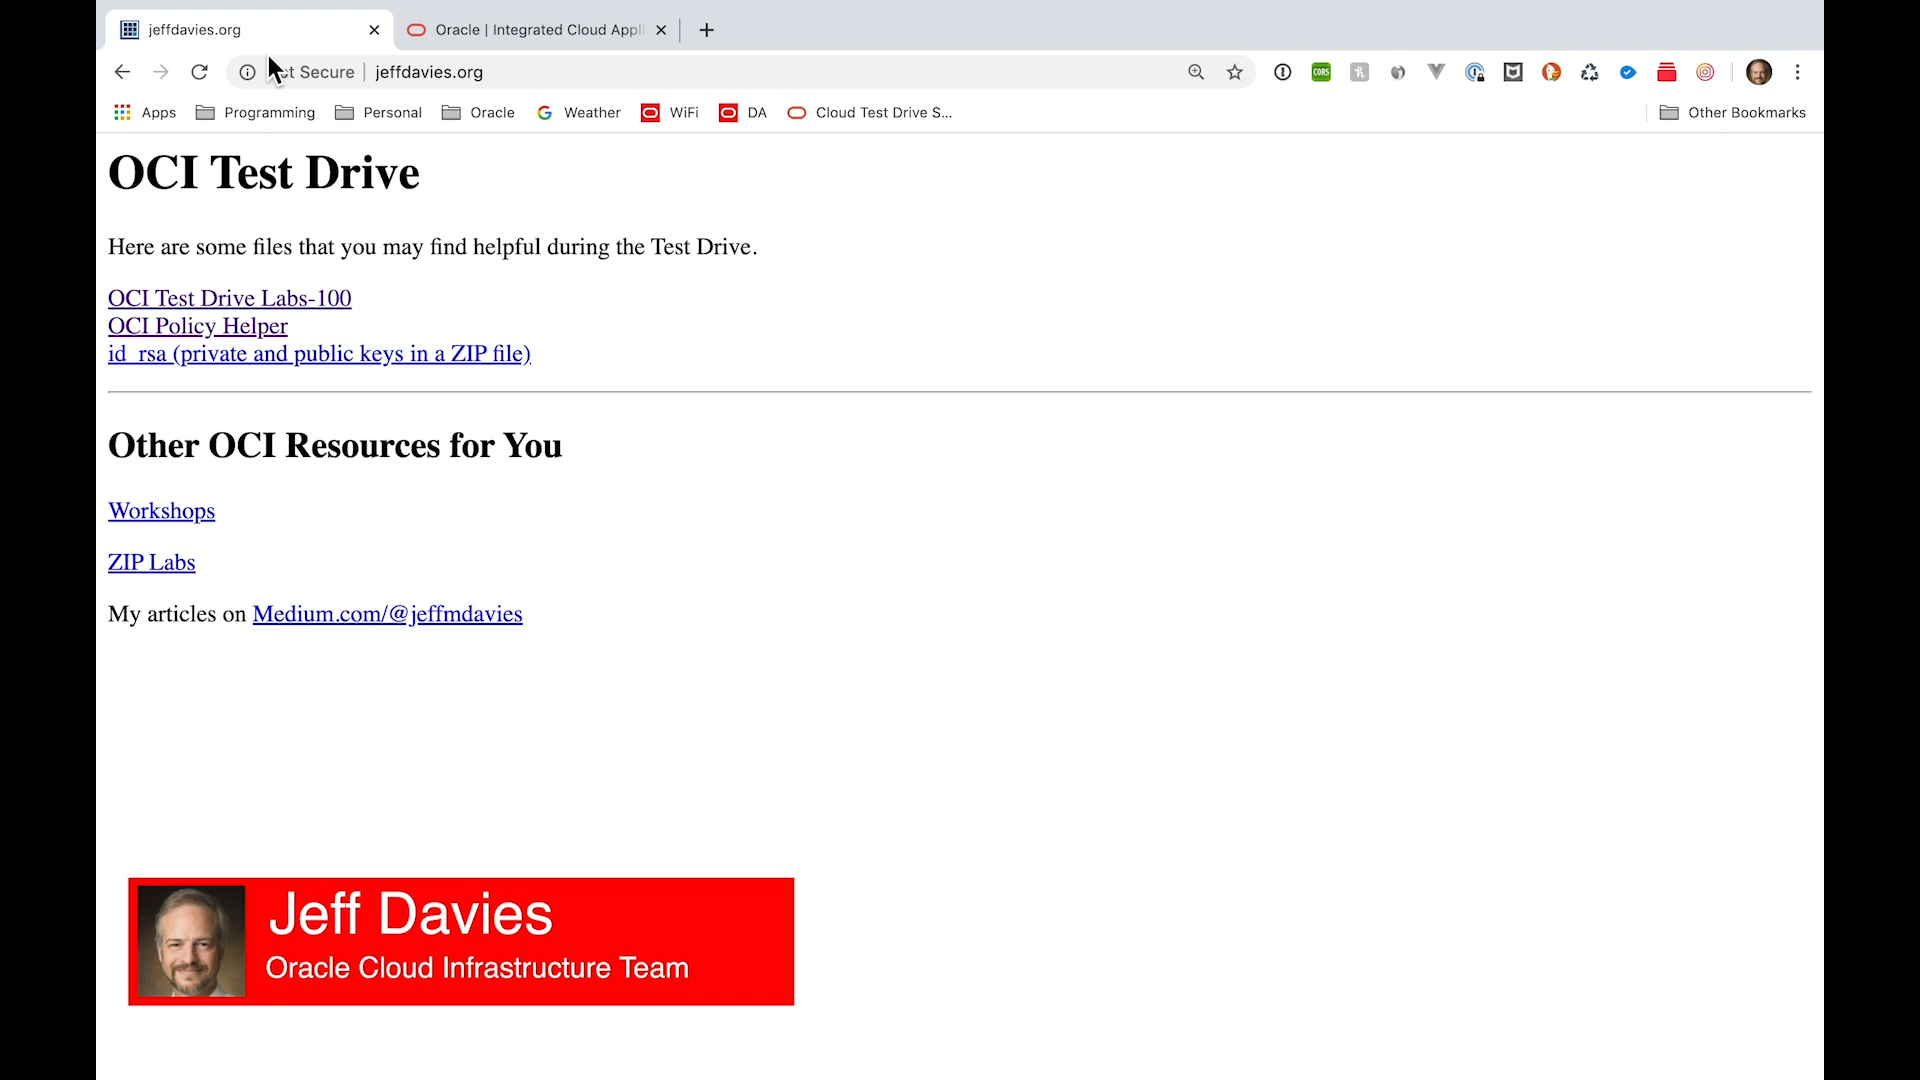 jeffdavies.org
Oracle | Integrated Cloud Appli
t Secure
jeffdavies.org
CORS
Apps
Programming
Personal
Oracle
Weather
WiFi
DA
Cloud Test Drive S...
Other Bookmarks
OCI Test Drive
Here are some files that you may find helpful during the Test Drive.
OCI Test Drive Labs-100
OCI Policy Helper
id_rsa (private and public keys in a ZIP file)
Other OCI Resources for You
Workshops
ZIP Labs
My articles on Medium.com/@jeffmdavies
Jeff Davies
Oracle Cloud Infrastructure Team